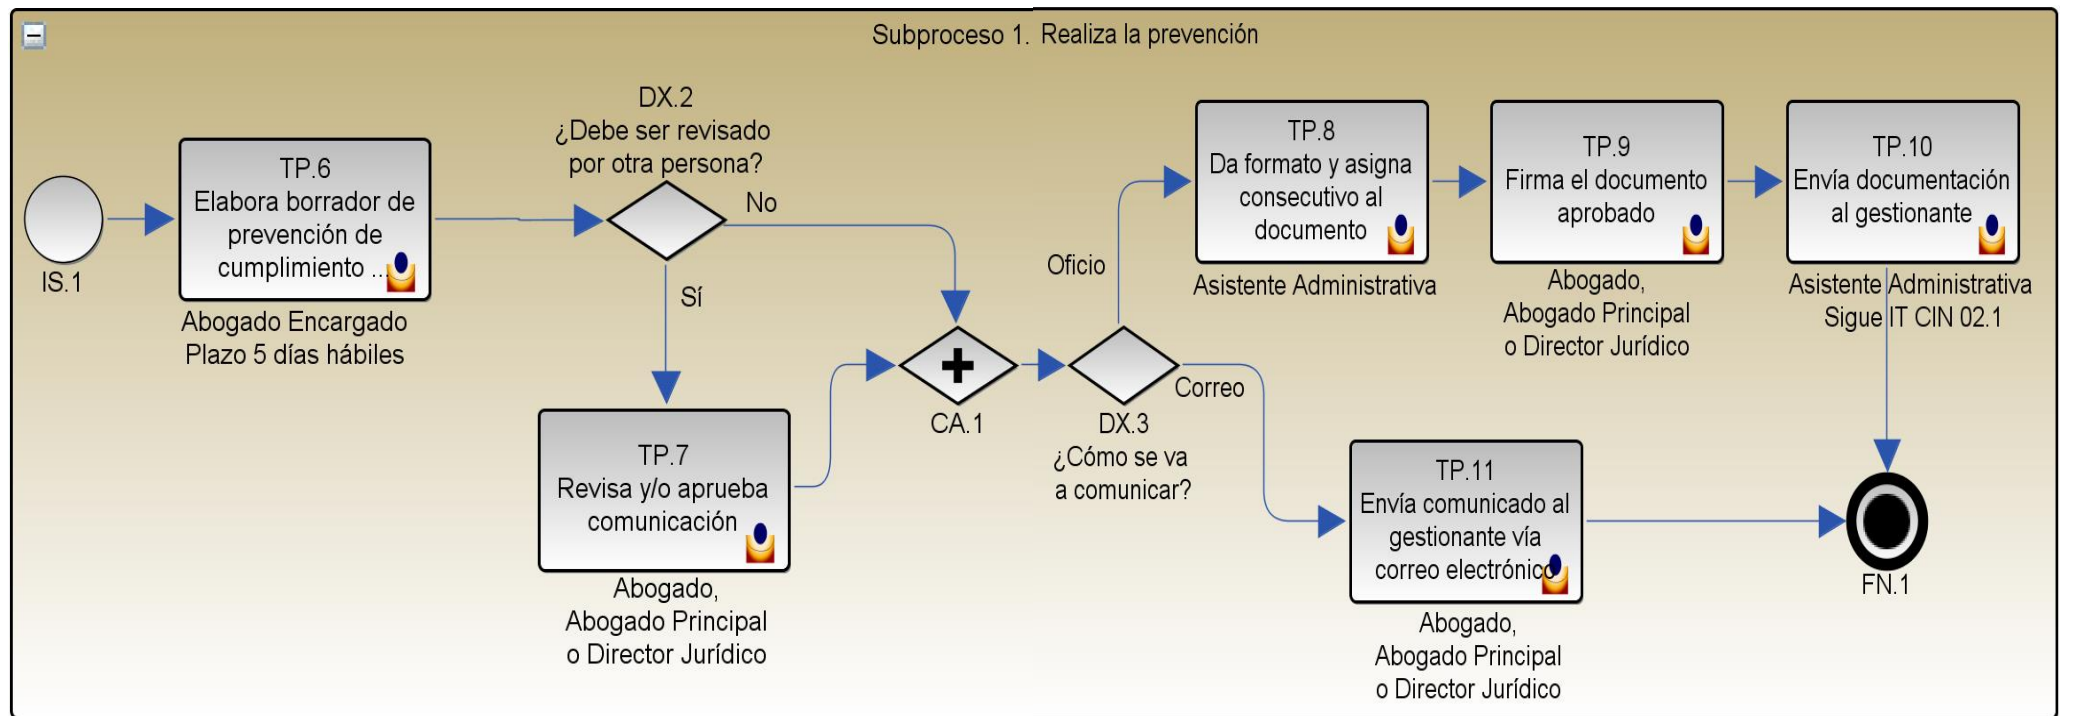 Subproceso 1. Realiza la prevención
IS.1
TP.6
Elabora borrador de
prevención de
cumplimiento ...
Abogado Encargado
Plazo 5 días hábiles
DX.2
¿Debe ser revisado
por otra persona?
No
Sí
TP.7
Revisa y/o aprueba
comunicación
Abogado,
Abogado Principal
o Director Jurídico
CA.1
DX.3
¿Cómo se va
a comunicar?
Oficio
Correo
TP.8
Da formato y asigna
consecutivo al
documento
Asistente Administrativa
TP.9
Firma el documento
aprobado
Abogado,
Abogado Principal
o Director Jurídico
TP.10
Envía documentación
al gestionante
Asistente Administrativa
Sigue IT CIN 02.1
TP.11
Envía comunicado al
gestionante vía
correo electrónico
Abogado,
Abogado Principal
o Director Jurídico
FN.1